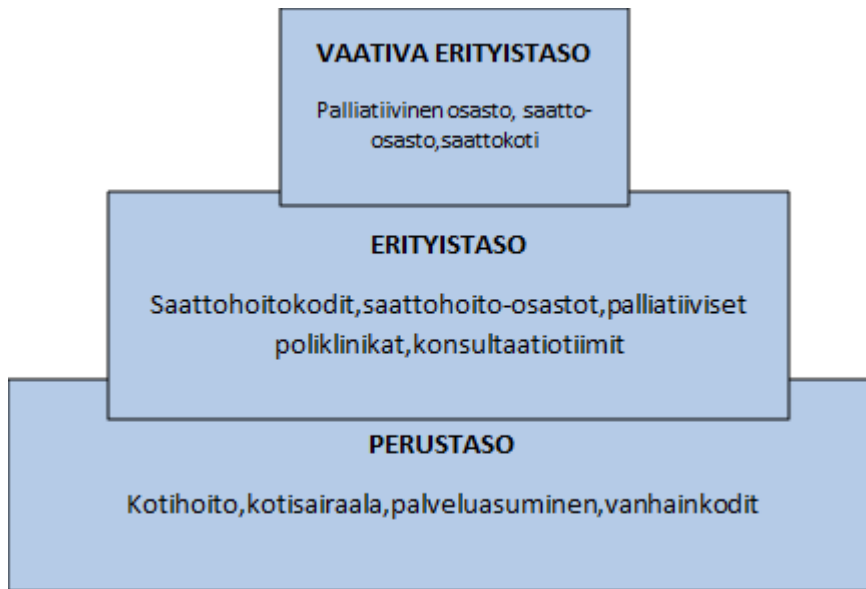 VAATIVA ERITYISTASO
Palliatiivinen osasto, saatto-
osasto,saattokoti
ERITYISTASO
Saattohoitokodit,saattohoito-osastot,palliatiiviset
poliklinikat,konsultaatiotiimit
PERUSTASO
Kotihoito,kotisairaala,palveluasuminen,vanhainkodit